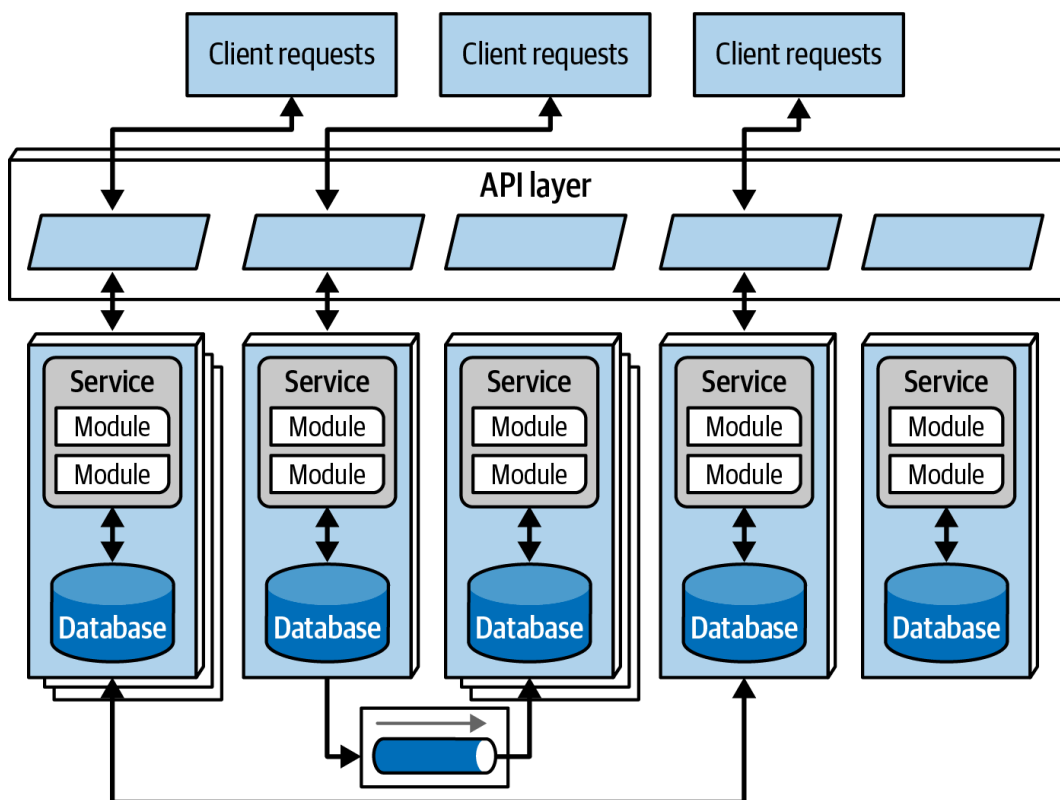 Client requests
Client requests
Client requests
API layer
Service
Module
Module
Database
Service
Module
Module
Database
Service
Module
Module
Database
Service
Module
Module
Database
Service
Module
Module
Database